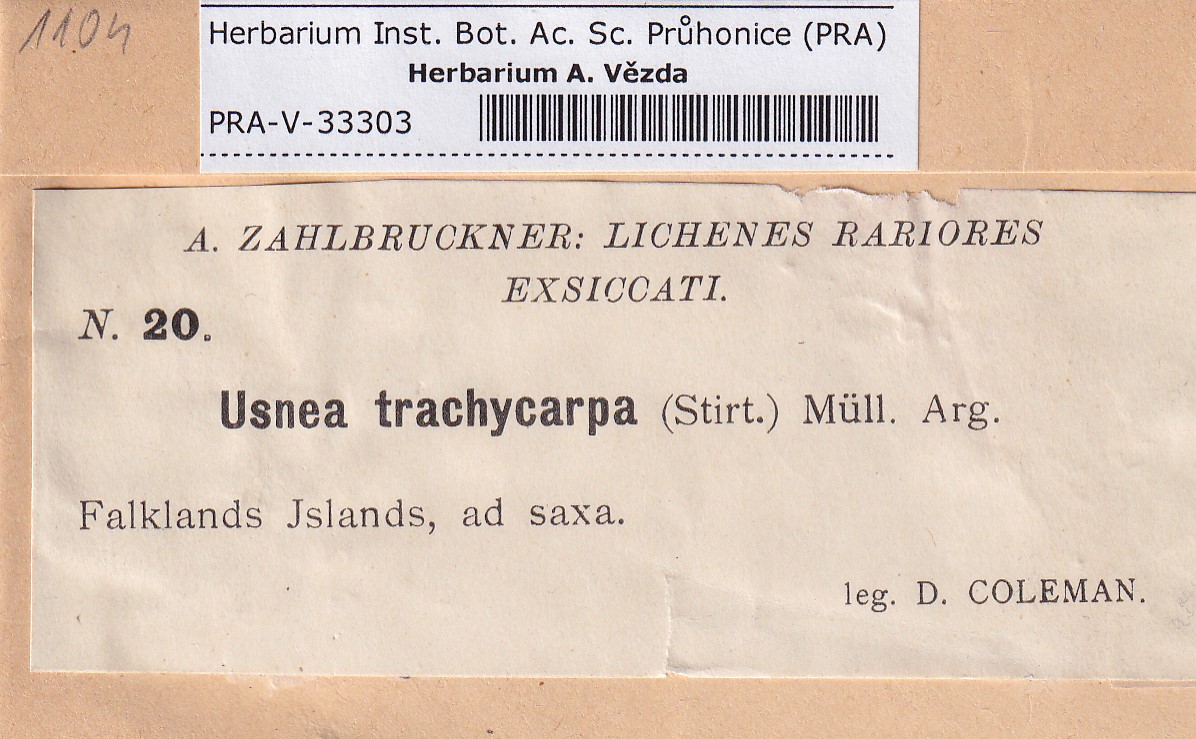 1104
Herbarium Inst. Bot. Ac. Sc. Průhonice (PRA)
Herbarium A. Vězda
PRA-V-33303
A. ZAHLBRUCKNER: LICHENES RARIORES
EXSICCATI.
N. 20.
Usnea trachycarpa (Stirt.) Müll. Arg.
Falklands Jslands, ad saxa.
leg. D. COLEMAN.